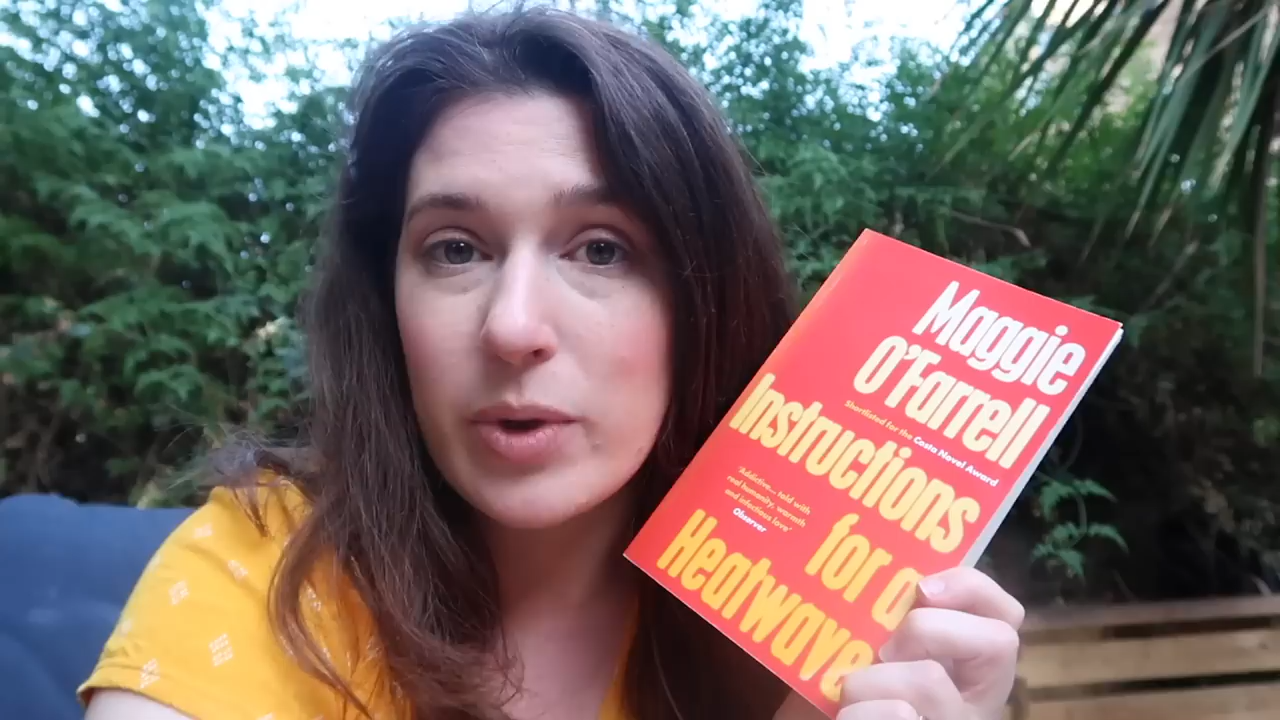 Maggie
O'Farrell
Shortlisted for the Costa Novel Award
Instructions
for a
Heatwave
'Addictive... told with
real humanity, warmth
and infectious love'
Observer